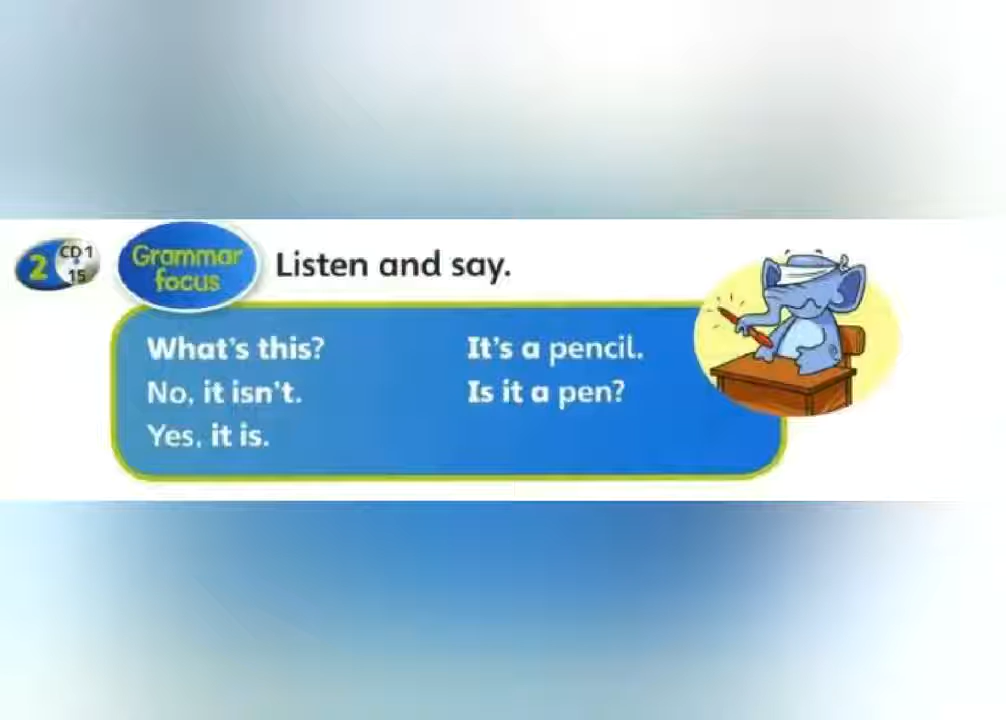 2
CD 1
15
Grammar
focus
Listen and say.
What's this?
It's a pencil.
No, it isn't.
Is it a pen?
Yes, it is.